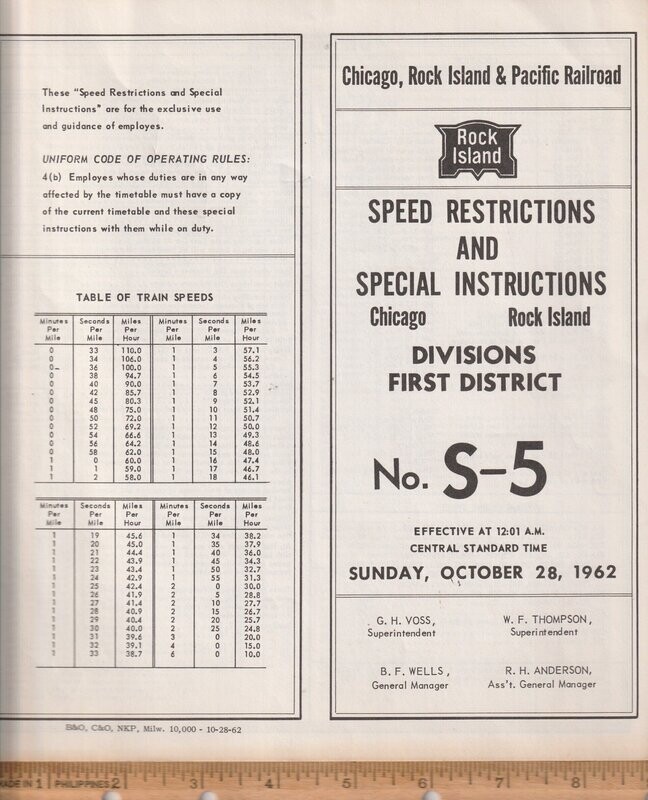 These "Speed Restrictions and Special
Instructions" are for the exclusive use
and guidance of employes.
UNIFORM CODE OF OPERATING RULES:
4(b) Employes whose duties are in any way
affected by the timetable must have a copy
of the current timetable and these special
instructions with them while on duty.
TABLE OF TRAIN SPEEDS
Minutes Seconds Miles Minutes Seconds Miles
Per Per Per Per Per Per
Mile Mile Hour Mile Mile Hour
0 33 110.0 1 3 57.1
0 34 106.0 1 4 56.2
0 36 100.0 1 5 55.3
0 38 94.7 1 6 54.5
0 40 90.0 1 7 53.7
0 42 85.7 1 8 52.9
0 45 80.3 1 9 52.1
0 48 75.0 1 10 51.4
0 50 72.0 1 11 50.7
0 52 69.2 1 12 50.0
0 54 66.6 1 13 49.3
0 56 64.2 1 14 48.6
0 58 62.0 1 15 48.0
1 0 60.0 1 16 47.4
1 1 59.0 1 17 46.7
1 2 58.0 1 18 46.1
Minutes Seconds Miles Minutes Seconds Miles
Per Per Per Per Per Per
Mile Mile Hour Mile Mile Hour
1 19 45.6 1 34 38.2
1 20 45.0 1 35 37.9
1 21 44.4 1 40 36.0
1 22 43.9 1 45 34.3
1 23 43.4 1 50 32.7
1 24 42.9 1 55 31.3
1 25 42.4 2 0 30.0
1 26 41.9 2 5 28.8
1 27 41.4 2 10 27.7
1 28 40.9 2 15 26.7
1 29 40.4 2 20 25.7
1 30 40.0 2 25 24.8
1 31 39.6 3 0 20.0
1 32 39.1 4 0 15.0
1 33 38.7 6 0 10.0
B&O, C&O, NKP, Milw. 10,000 - 10-28-62
Chicago, Rock Island & Pacific Railroad
Rock
Island
SPEED RESTRICTIONS
AND
SPECIAL INSTRUCTIONS
Chicago Rock Island
DIVISIONS
FIRST DISTRICT
No. S-5
EFFECTIVE AT 12:01 A.M.
CENTRAL STANDARD TIME
SUNDAY, OCTOBER 28, 1962
G. H. VOSS, W. F. THOMPSON,
Superintendent Superintendent
B. F. WELLS, R. H. ANDERSON,
General Manager Ass't. General Manager
MADE IN PHILIPPINES
1 2 3 4 5 6 7 8